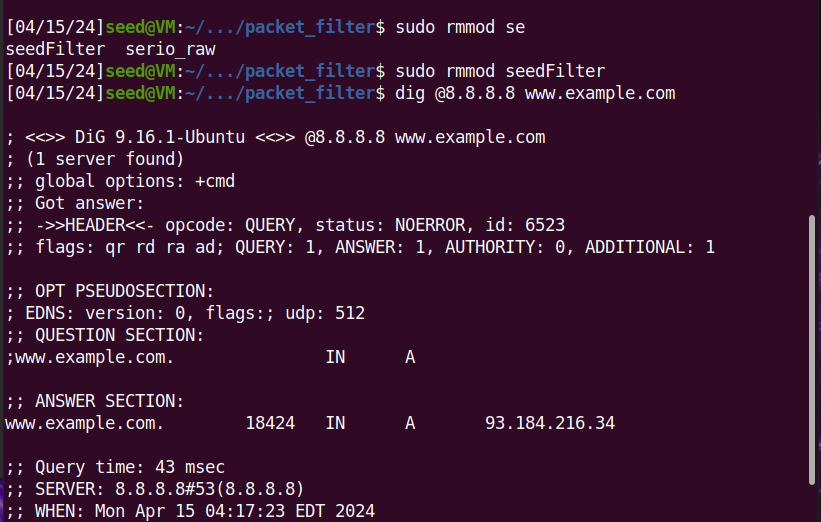 [04/15/24]seed@VM:~/.../packet_filter$ sudo rmmod se
seedFilter  serio_raw
[04/15/24]seed@VM:~/.../packet_filter$ sudo rmmod seedFilter
[04/15/24]seed@VM:~/.../packet_filter$ dig @8.8.8.8 www.example.com

; <<>> DiG 9.16.1-Ubuntu <<>> @8.8.8.8 www.example.com
; (1 server found)
;; global options: +cmd
;; Got answer:
;; ->>HEADER<<- opcode: QUERY, status: NOERROR, id: 6523
;; flags: qr rd ra ad; QUERY: 1, ANSWER: 1, AUTHORITY: 0, ADDITIONAL: 1

;; OPT PSEUDOSECTION:
; EDNS: version: 0, flags:; udp: 512
;; QUESTION SECTION:
;www.example.com.               IN      A

;; ANSWER SECTION:
www.example.com.        18424   IN      A       93.184.216.34

;; Query time: 43 msec
;; SERVER: 8.8.8.8#53(8.8.8.8)
;; WHEN: Mon Apr 15 04:17:23 EDT 2024